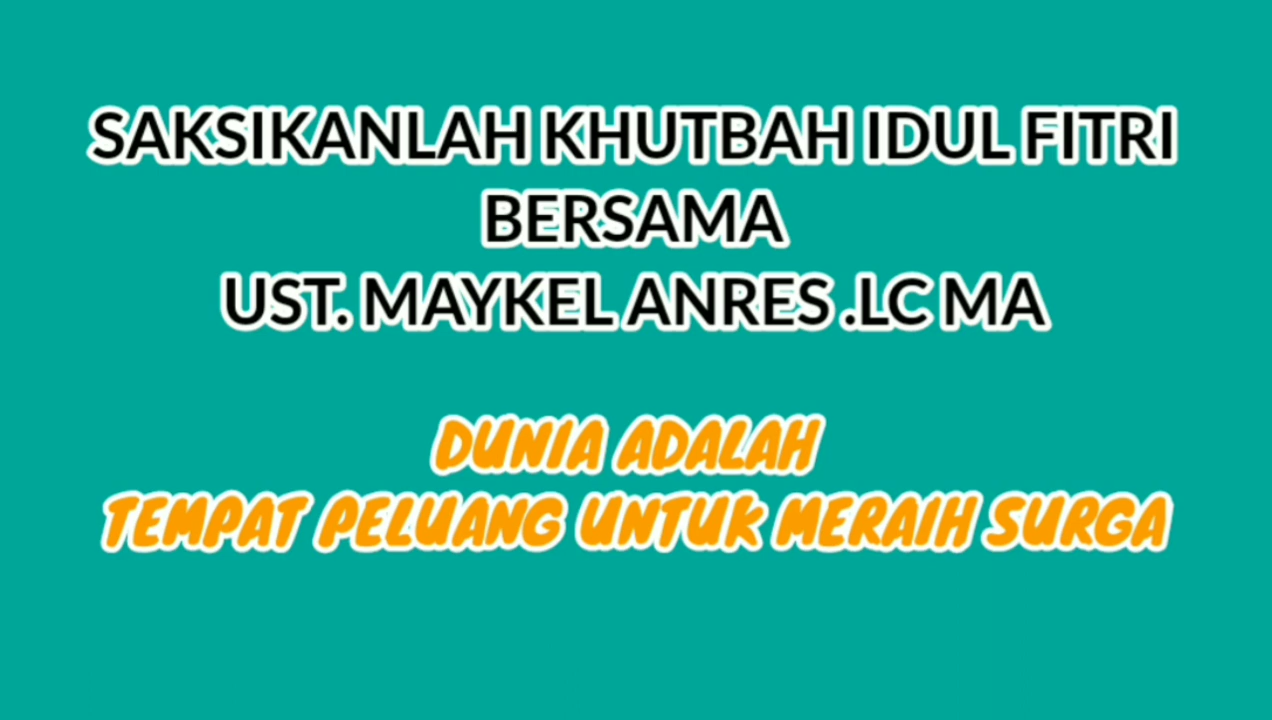 SAKSIKANLAH KHUTBAH IDUL FITRI
BERSAMA
UST. MAYKEL ANRES .LC MA
DUNIA ADALAH
TEMPAT PELUANG UNTUK MERAIH SURGA